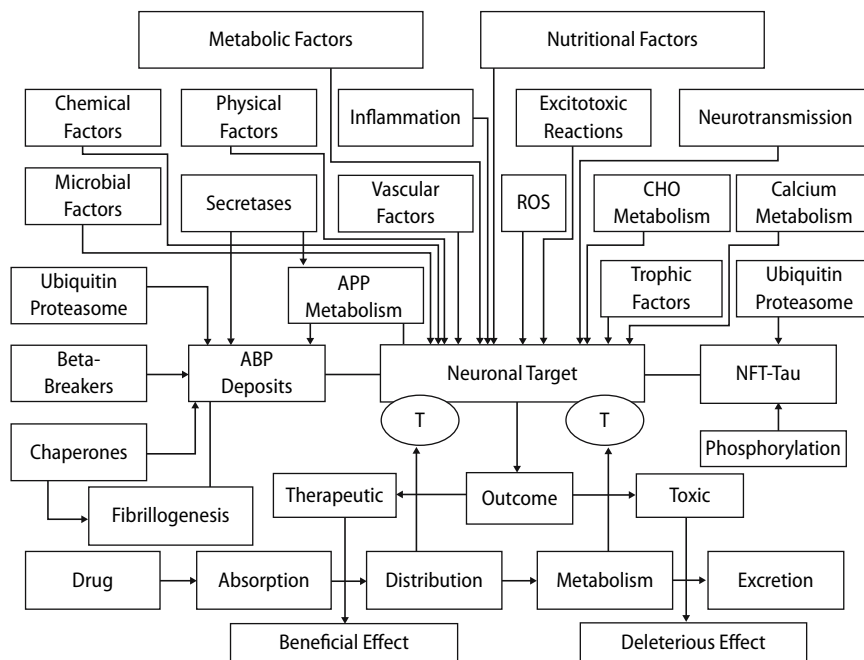 Metabolic Factors
Nutritional Factors
Chemical
Factors
Physical
Factors
Inflammation
Excitotoxic
Reactions
Neurotransmission
Microbial
Factors
Secretases
Vascular
Factors
ROS
CHO
Metabolism
Calcium
Metabolism
Ubiquitin
Proteasome
APP
Metabolism
Trophic
Factors
Ubiquitin
Proteasome
Beta-
Breakers
ABP
Deposits
Neuronal Target
NFT-Tau
T
T
Chaperones
Phosphorylation
Fibrillogenesis
Therapeutic
Outcome
Toxic
Drug
Absorption
Distribution
Metabolism
Excretion
Beneficial Effect
Deleterious Effect